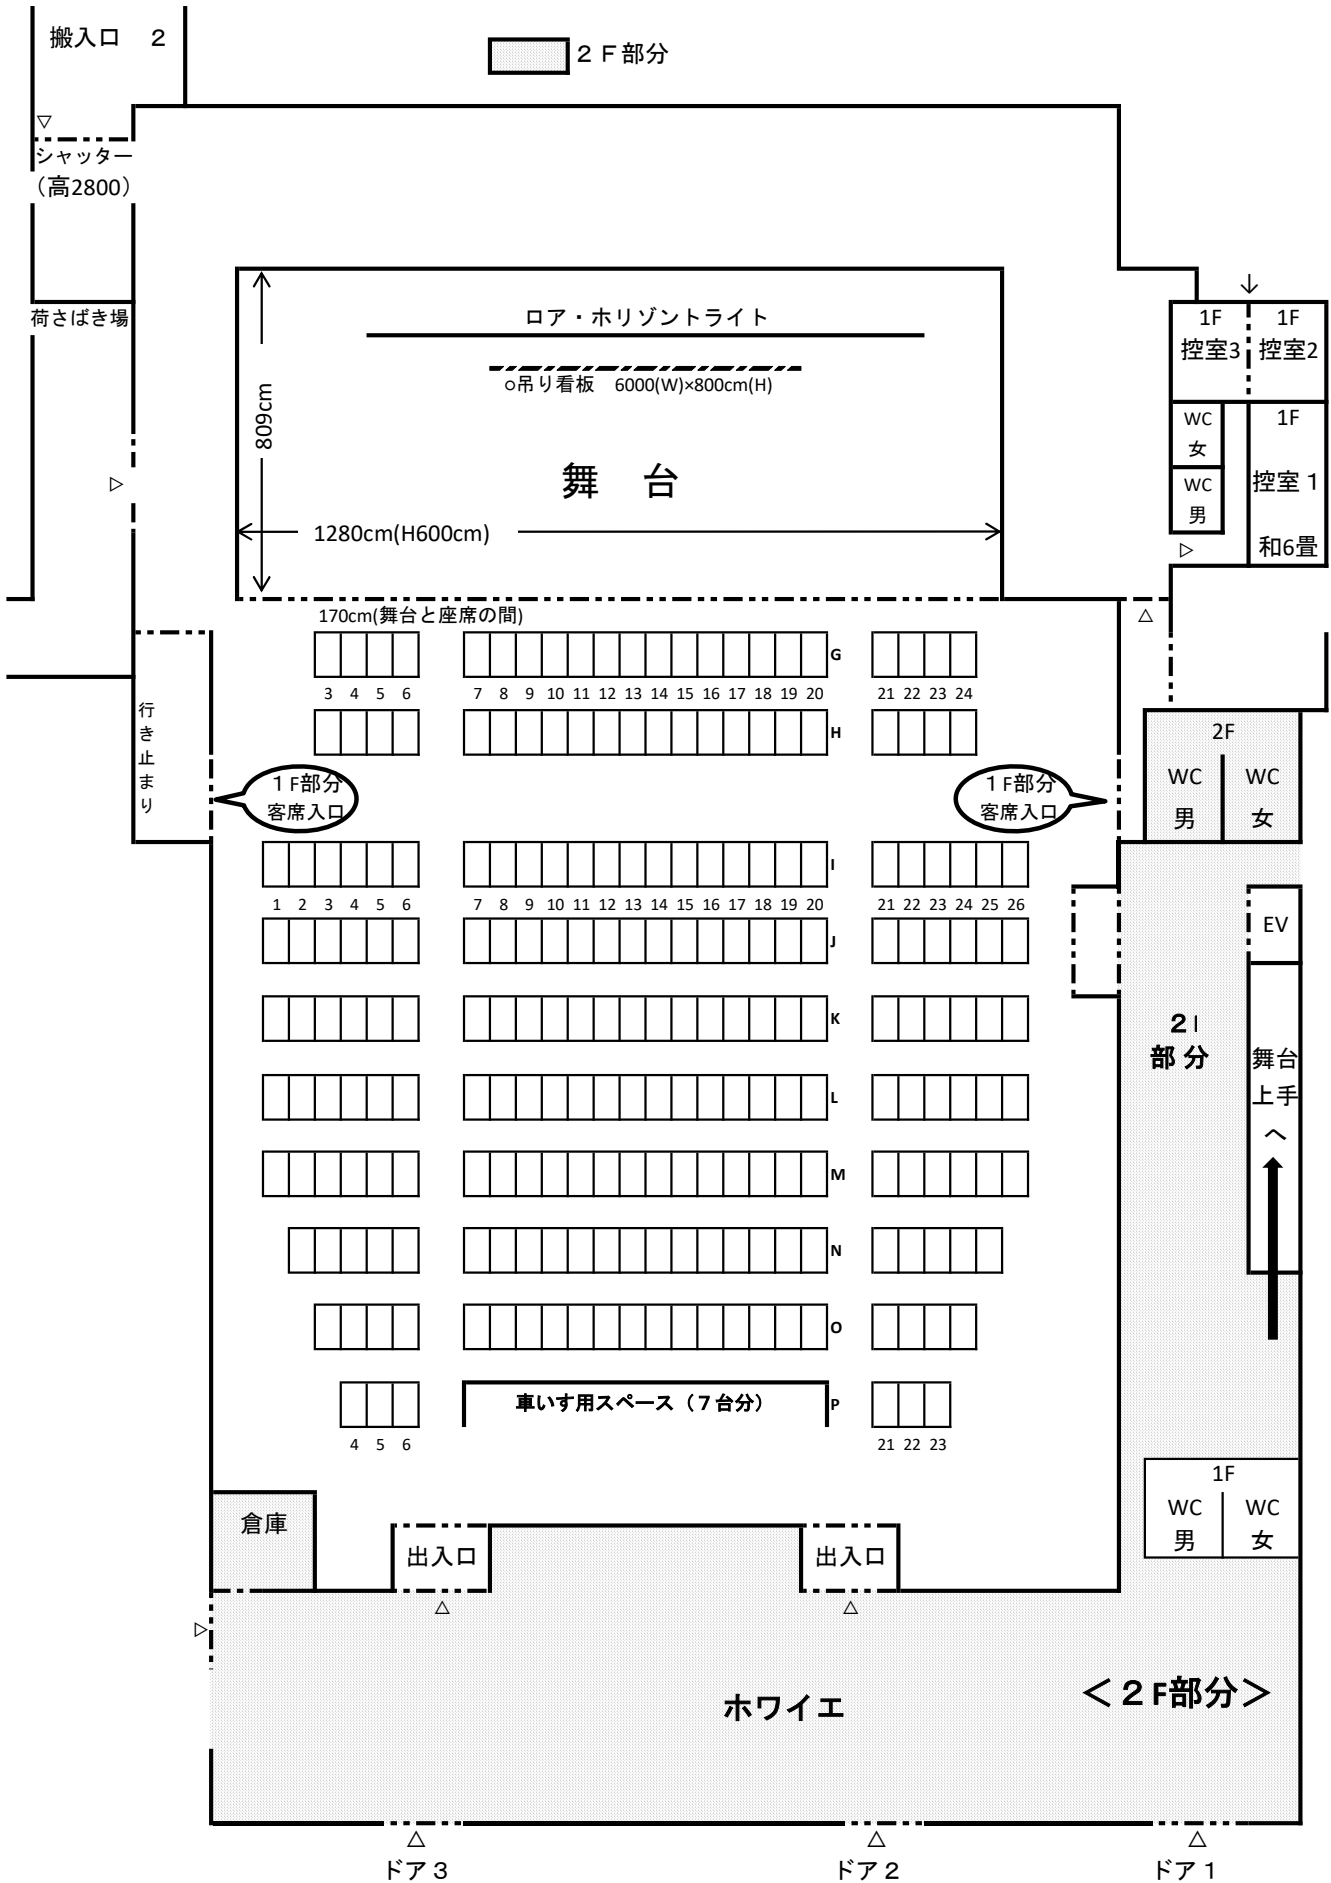 搬入口　2
２Ｆ部分
▽
シャッター
（高2800）
荷さばき場
↓
1F
控室3
1F
控室2
ロア・ホリゾントライト
○吊り看板　6000(W)×800cm(H)
809cm
舞　台
1280cm(H600cm)
WC
女
WC
男
1F
控室１
和6畳
170cm(舞台と座席の間)
G
3 4 5 6 7 8 9 10 11 12 13 14 15 16 17 18 19 20 21 22 23 24
H
行き止まり
１F部分
客席入口
１F部分
客席入口
2F
WC
男
WC
女
I
1 2 3 4 5 6 7 8 9 10 11 12 13 14 15 16 17 18 19 20 21 22 23 24 25 26
J
EV
K
２I
部 分
舞台
上手
へ
L
M
N
O
車いす用スペース（７台分）
P
4 5 6 21 22 23
1F
WC
男
WC
女
倉庫
出入口
出入口
ホワイエ
＜２F部分＞
ドア３
ドア２
ドア１